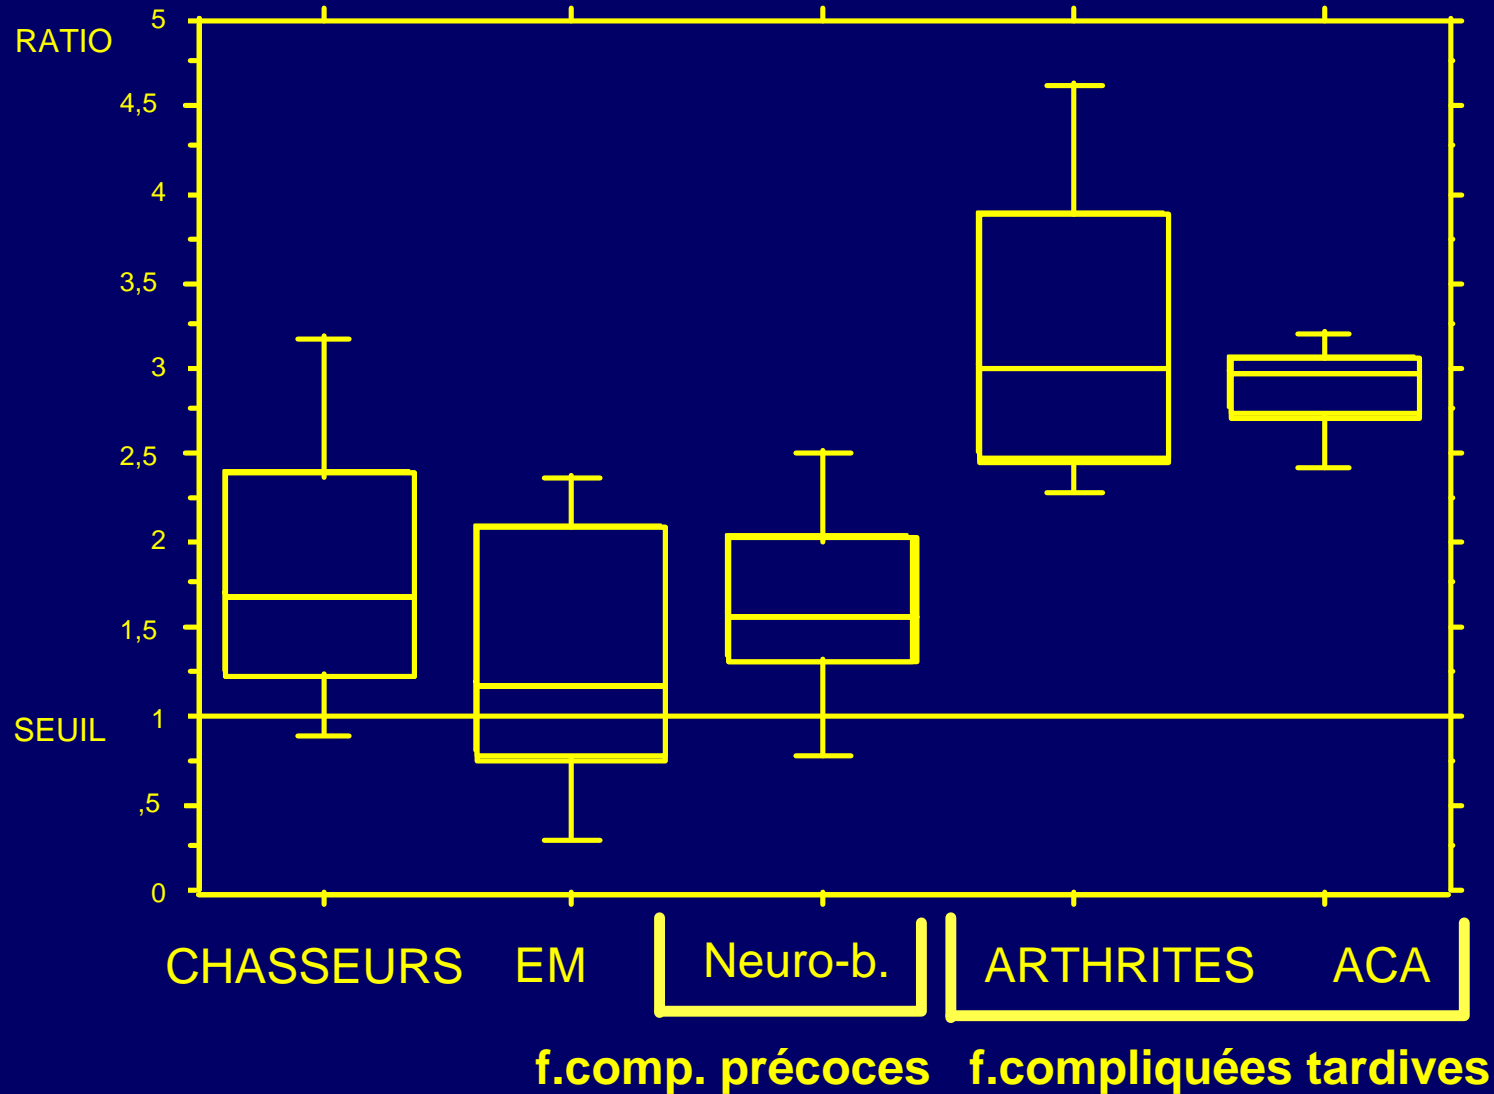 5
RATIO
4,5
4
3,5
3
2,5
2
1,5
SEUIL 1
,5
0
CHASSEURS EM Neuro-b. ARTHRITES ACA
f.comp. précoces f.compliquées tardives